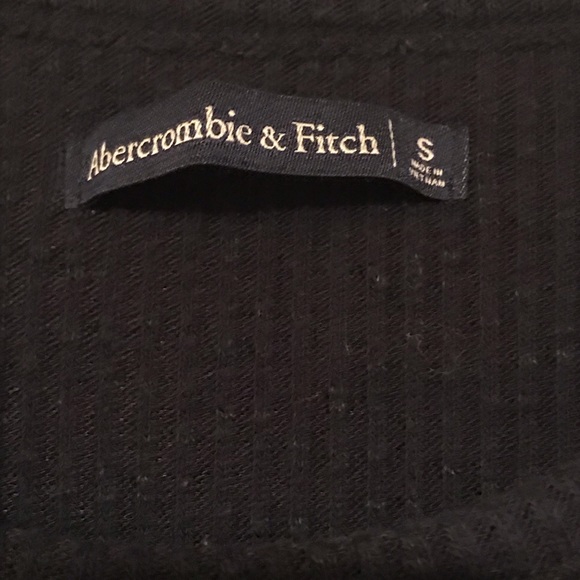 Abercrombie & Fitch | S
MADE IN
VIETNAM